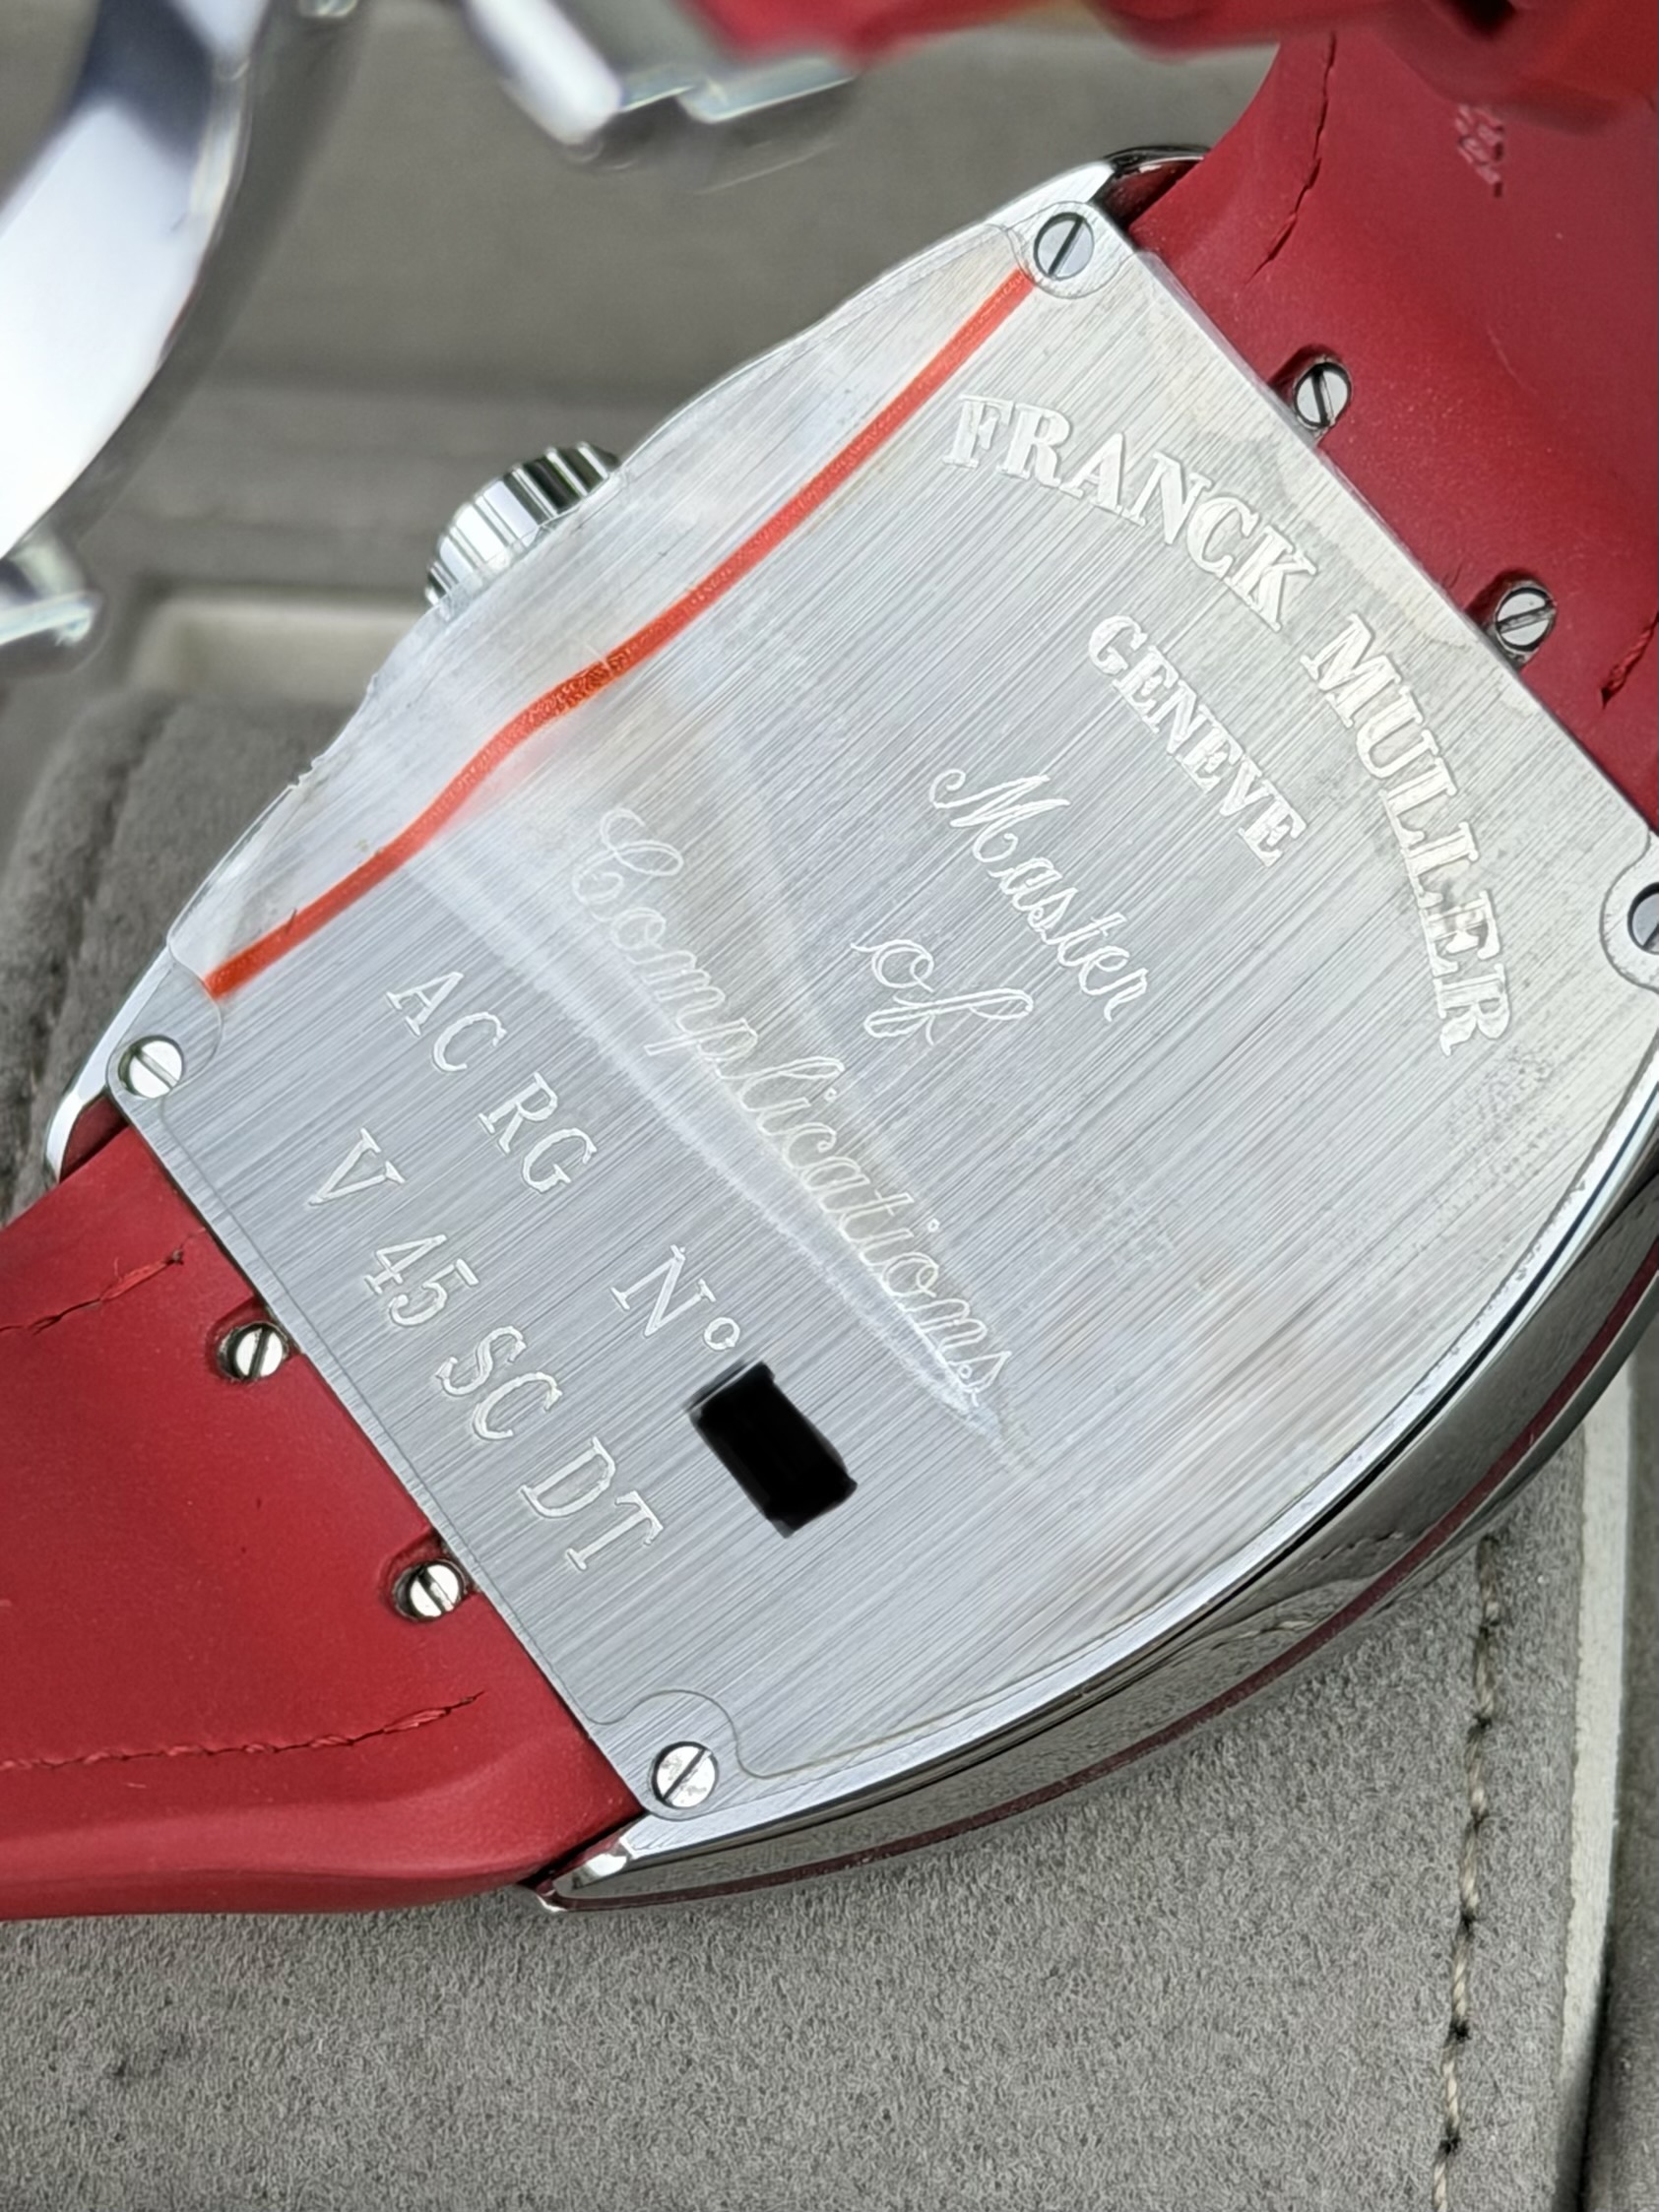 FRANCK MULLER
GENEVE
Master
of
Complications
AC RG N°
V 45 SC DT